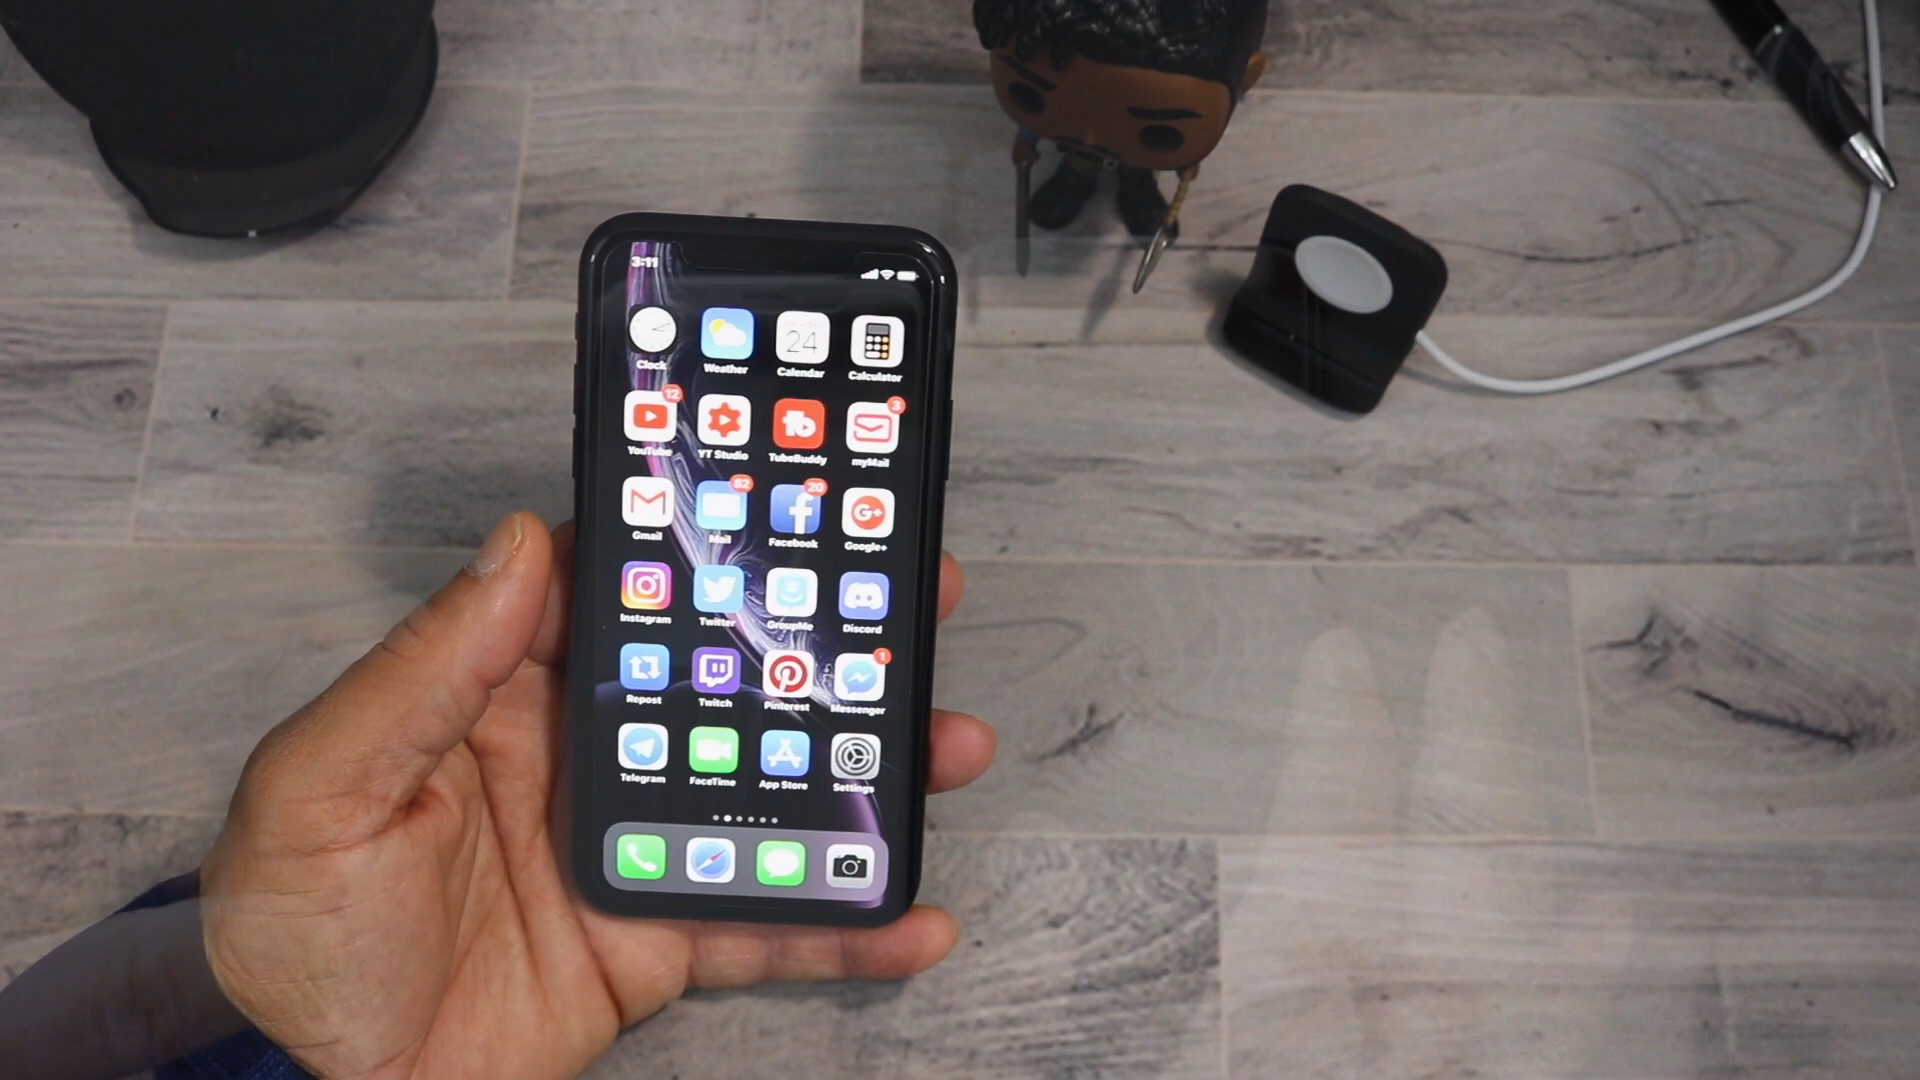 3:11
Clock Weather Calendar Calculator
24
12 3
YouTube YT Studio TubeBuddy myMail
82 20
Gmail Mail Facebook Google+
G+
Instagram Twitter GroupMe Discord
1
Repost Twitch Pinterest Messenger
Telegram FaceTime App Store Settings